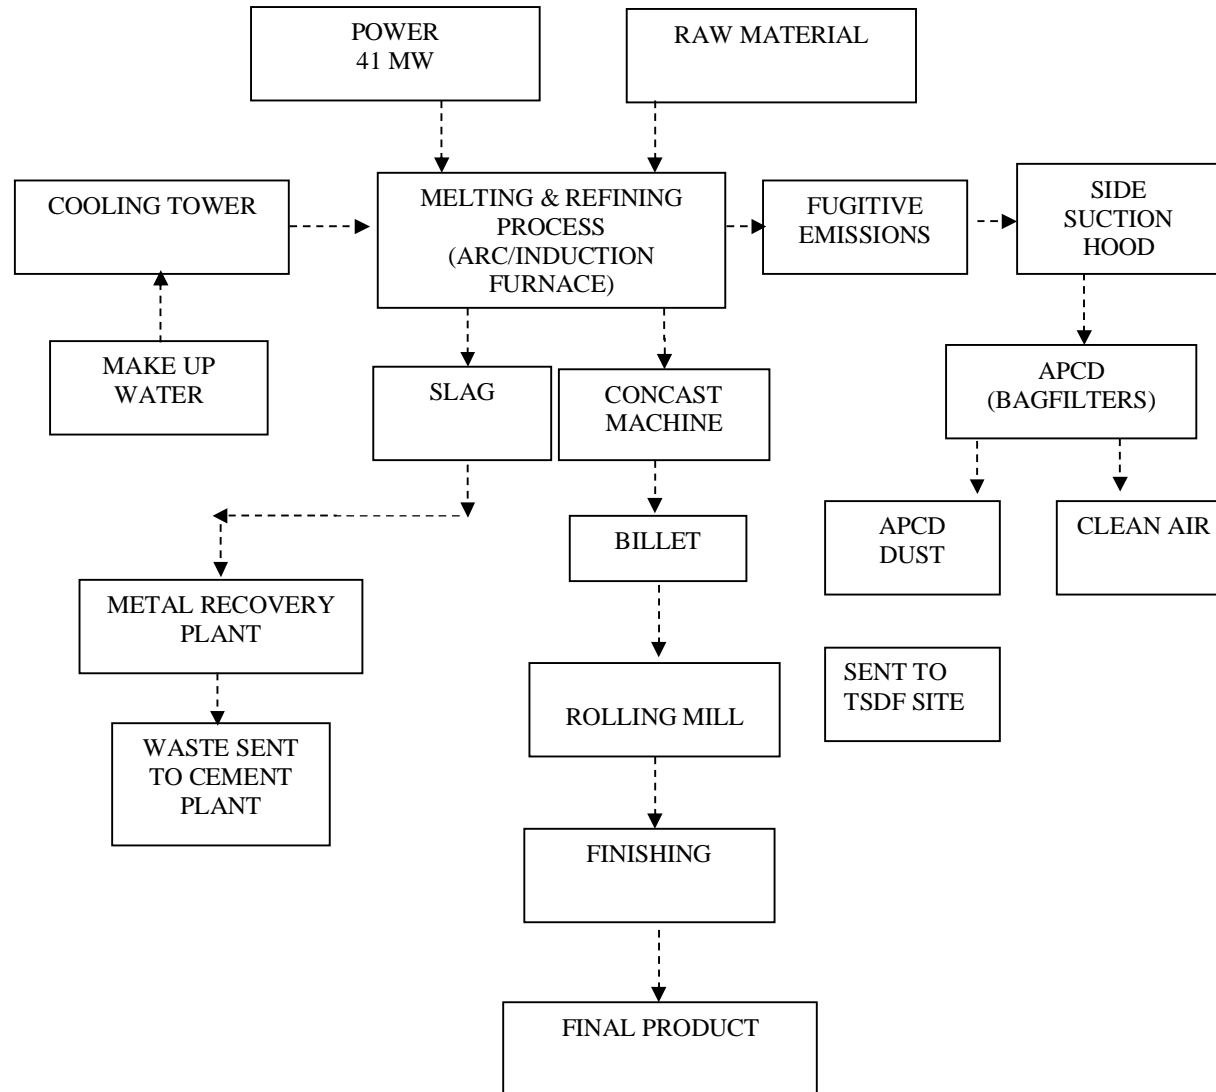 POWER
41 MW
RAW MATERIAL
COOLING TOWER
MELTING & REFINING
PROCESS
(ARC/INDUCTION
FURNACE)
FUGITIVE
EMISSIONS
SIDE
SUCTION
HOOD
MAKE UP
WATER
SLAG
CONCAST
MACHINE
APCD
(BAGFILTERS)
BILLET
APCD
DUST
CLEAN AIR
METAL RECOVERY
PLANT
ROLLING MILL
SENT TO
TSDF SITE
WASTE SENT
TO CEMENT
PLANT
FINISHING
FINAL PRODUCT